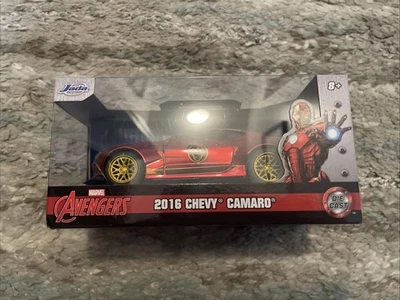 Jada
8+
MARVEL
AVENGERS
2016 CHEVY® CAMARO®
DIE
CAST